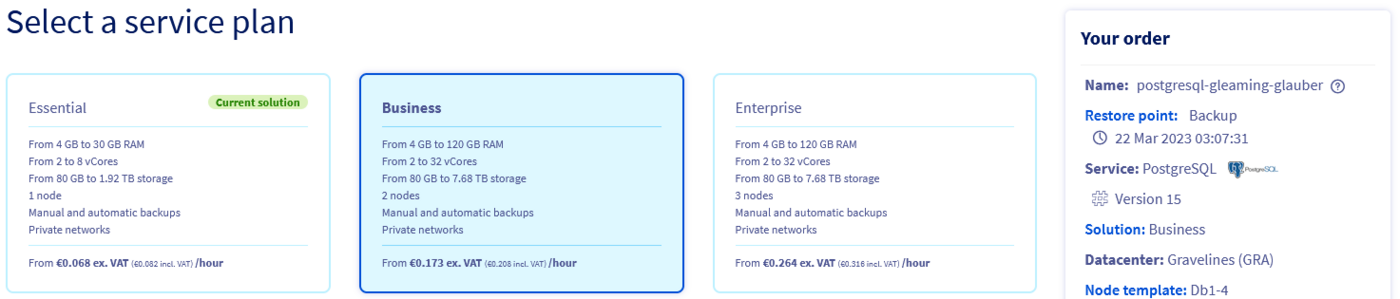 Select a service plan
Essential
Current solution
From 4 GB to 30 GB RAM
From 2 to 8 vCores
From 80 GB to 1.92 TB storage
1 node
Manual and automatic backups
Private networks
From €0.068 ex. VAT (€0.082 incl. VAT) /hour
Business
From 4 GB to 120 GB RAM
From 2 to 32 vCores
From 80 GB to 7.68 TB storage
2 nodes
Manual and automatic backups
Private networks
From €0.173 ex. VAT (€0.208 incl. VAT) /hour
Enterprise
From 4 GB to 120 GB RAM
From 2 to 32 vCores
From 80 GB to 7.68 TB storage
3 nodes
Manual and automatic backups
Private networks
From €0.264 ex. VAT (€0.316 incl. VAT) /hour
Your order
Name: postgresql-gleaming-glauber ?
Restore point: Backup
22 Mar 2023 03:07:31
Service: PostgreSQL PostgreSQL
Version 15
Solution: Business
Datacenter: Gravelines (GRA)
Node template: Db1-4